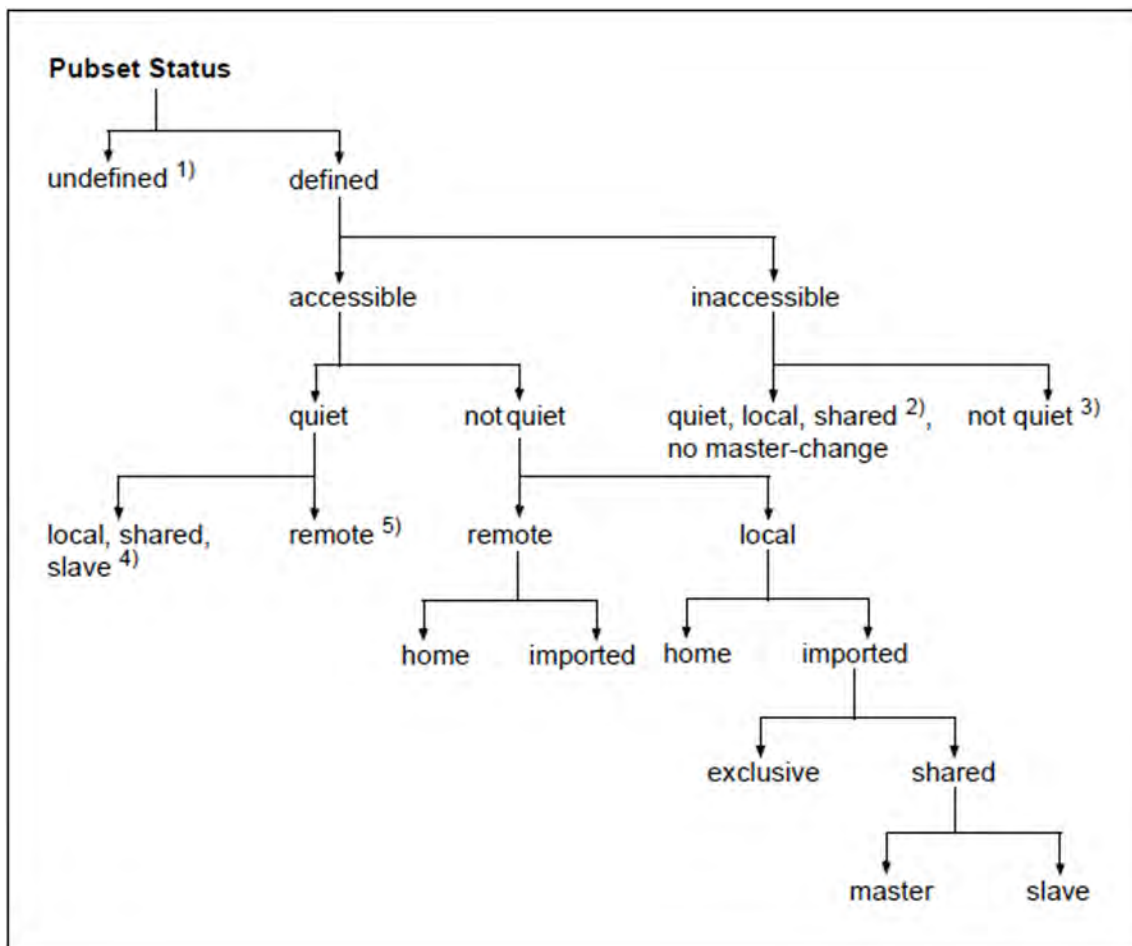 Pubset Status
undefined 1)
defined
accessible
inaccessible
quiet
not quiet
quiet, local, shared 2),
no master-change
not quiet 3)
local, shared,
slave 4)
remote 5)
remote
local
home
imported
home
imported
exclusive
shared
master
slave